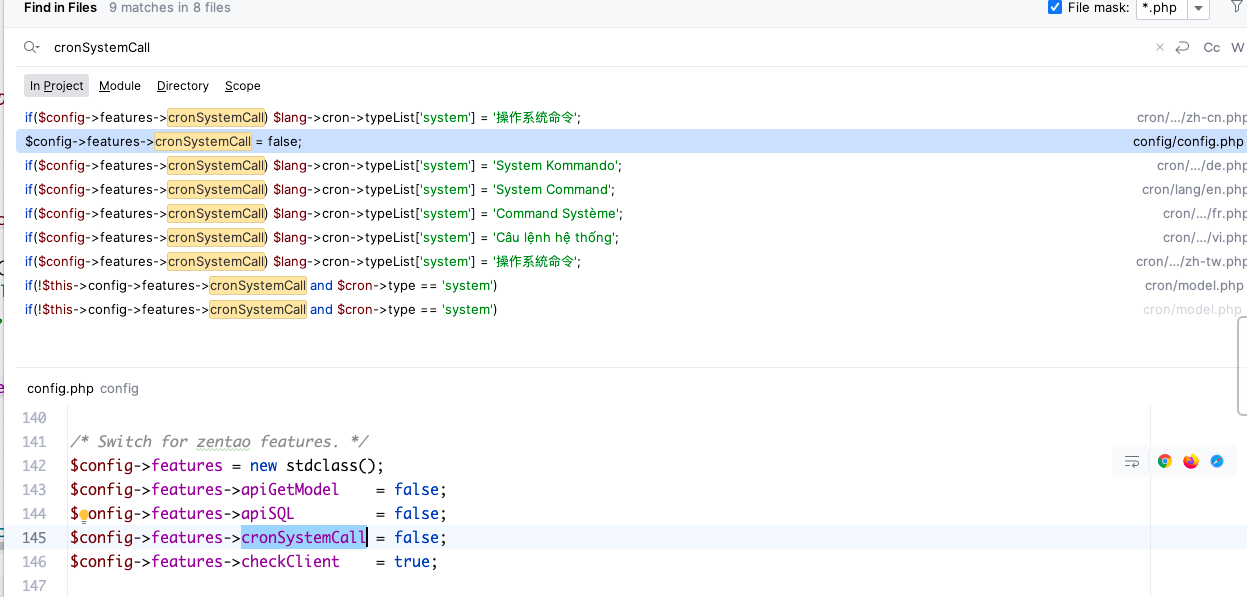 Find in Files 9 matches in 8 files File mask: *.php
cronSystemCall × Cc W
In Project Module Directory Scope
if($config->features->cronSystemCall) $lang->cron->typeList['system'] = '操作系统命令'; cron/.../zh-cn.php
$config->features->cronSystemCall = false; config/config.php
if($config->features->cronSystemCall) $lang->cron->typeList['system'] = 'System Kommando'; cron/.../de.php
if($config->features->cronSystemCall) $lang->cron->typeList['system'] = 'System Command'; cron/lang/en.php
if($config->features->cronSystemCall) $lang->cron->typeList['system'] = 'Command Système'; cron/.../fr.php
if($config->features->cronSystemCall) $lang->cron->typeList['system'] = 'Câu lệnh hệ thống'; cron/.../vi.php
if($config->features->cronSystemCall) $lang->cron->typeList['system'] = '操作系統命令'; cron/.../zh-tw.php
if(!$this->config->features->cronSystemCall and $cron->type == 'system') cron/model.php
if(!$this->config->features->cronSystemCall and $cron->type == 'system') cron/model.php
config.php config
140
141 /* Switch for zentao features. */
142 $config->features = new stdclass();
143 $config->features->apiGetModel = false;
144 $onfig->features->apiSQL = false;
145 $config->features->cronSystemCall = false;
146 $config->features->checkClient = true;
147